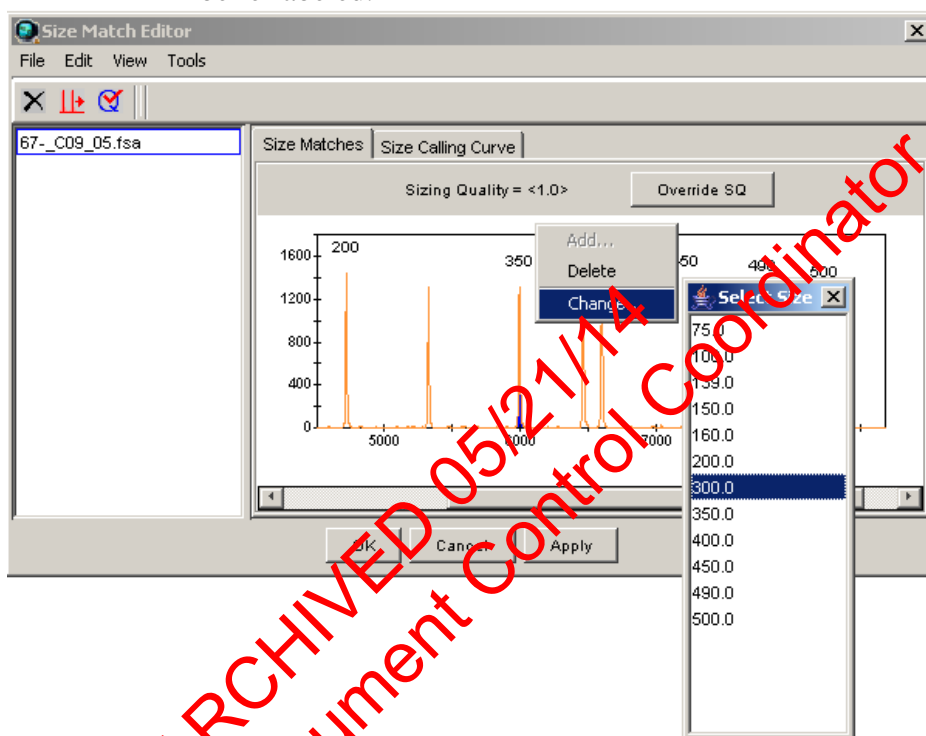 Size Match Editor
File Edit View Tools
67-_C09_05.fsa
Size Matches Size Calling Curve
Sizing Quality = <1.0> Override SQ
200 350 50 490 500
Add...
Delete
Change...
Select Size
1600
1200
800
400
0
5000 6000 7000
75.0
100.0
139.0
150.0
160.0
200.0
300.0
350.0
400.0
450.0
490.0
500.0
OK Cancel Apply
ARCHIVED 05/21/14
ument Control Coordinator